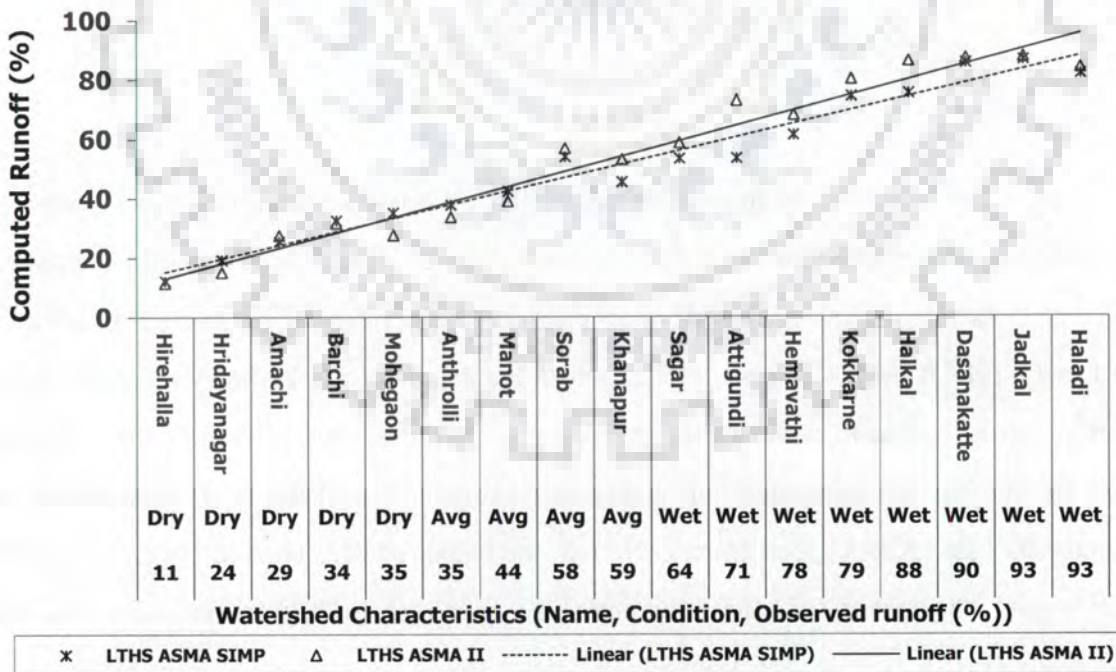 100
80
60
40
20
0
Computed Runoff (%)
Hirehalla Hridayanagar Amachi Barchi Mohegaon Anthrolli Manot Sorab Khanapur Sagar Attigundi Hemavathi Kokkarne Halkal Dasanakatte Jadkal Haladi
Dry Dry Dry Dry Dry Avg Avg Avg Avg Wet Wet Wet Wet Wet Wet Wet Wet
11 24 29 34 35 35 44 58 59 64 71 78 79 88 90 93 93
Watershed Characteristics (Name, Condition, Observed runoff (%))
LTHS ASMA SIMP LTHS ASMA II Linear (LTHS ASMA SIMP) Linear (LTHS ASMA II)